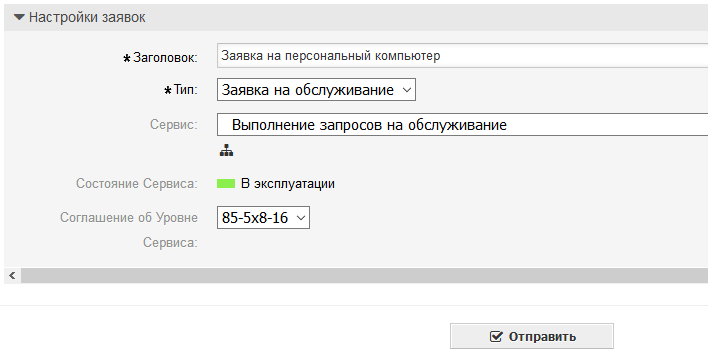 Настройки заявок
* Заголовок: Заявка на персональный компьютер
* Тип: Заявка на обслуживание
Сервис: Выполнение запросов на обслуживание
Состояние Сервиса: В эксплуатации
Соглашение об Уровне Сервиса: 85-5x8-16
Отправить